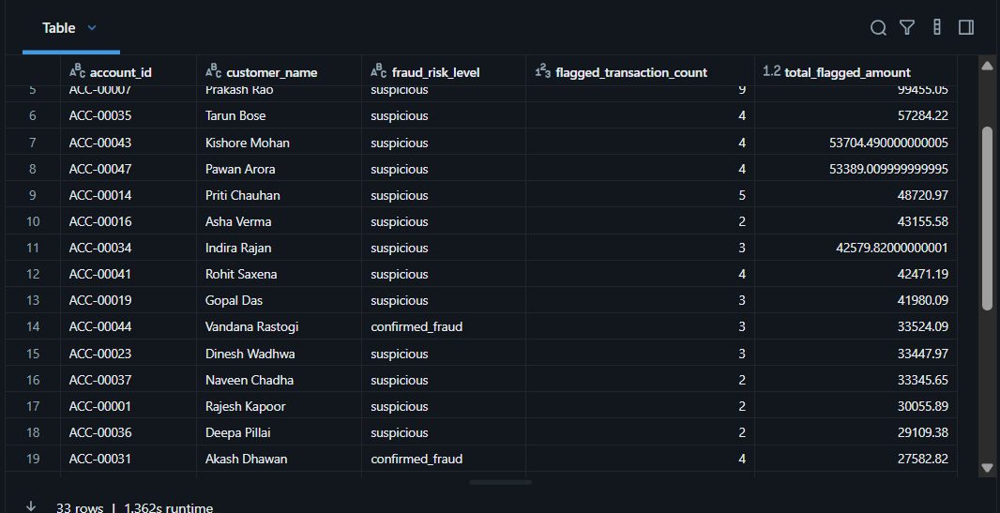 Table
ABC account_id ABC customer_name ABC fraud_risk_level 123 flagged_transaction_count 1.2 total_flagged_amount
5 ACC-00007 Prakash Rao suspicious 9 99455.05
6 ACC-00035 Tarun Bose suspicious 4 57284.22
7 ACC-00043 Kishore Mohan suspicious 4 53704.490000000005
8 ACC-00047 Pawan Arora suspicious 4 53389.009999999995
9 ACC-00014 Priti Chauhan suspicious 5 48720.97
10 ACC-00016 Asha Verma suspicious 2 43155.58
11 ACC-00034 Indira Rajan suspicious 3 42579.82000000001
12 ACC-00041 Rohit Saxena suspicious 4 42471.19
13 ACC-00019 Gopal Das suspicious 3 41980.09
14 ACC-00044 Vandana Rastogi confirmed_fraud 3 33524.09
15 ACC-00023 Dinesh Wadhwa suspicious 3 33447.97
16 ACC-00037 Naveen Chadha suspicious 2 33345.65
17 ACC-00001 Rajesh Kapoor suspicious 2 30055.89
18 ACC-00036 Deepa Pillai suspicious 2 29109.38
19 ACC-00031 Akash Dhawan confirmed_fraud 4 27582.82
33 rows | 1.362s runtime